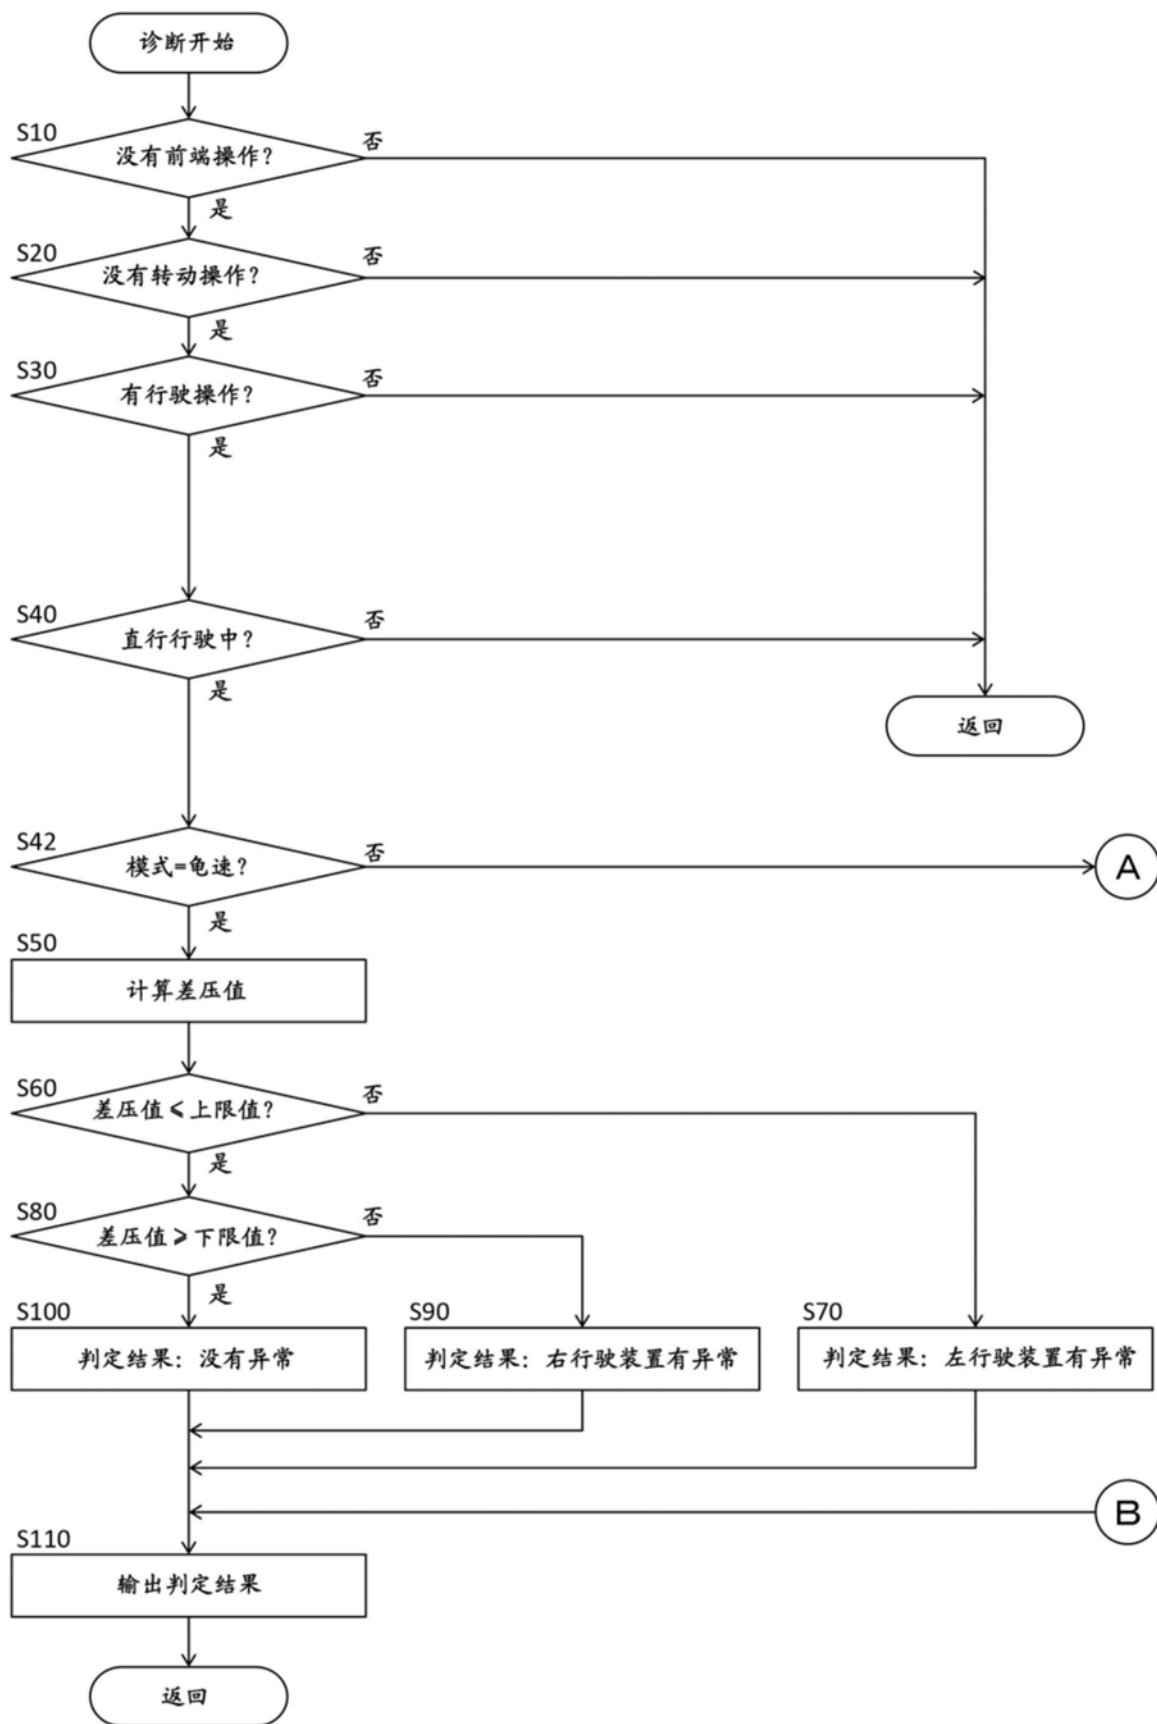 诊断开始
S10
没有前端操作?
否
是
S20
没有转动操作?
否
是
S30
有行驶操作?
否
是
S40
直行行驶中?
否
是
返回
S42
模式=龟速?
否
A
是
S50
计算差压值
S60
差压值⩽上限值?
否
是
S80
差压值⩾下限值?
否
是
S100
判定结果：没有异常
S90
判定结果：右行驶装置有异常
S70
判定结果：左行驶装置有异常
B
S110
输出判定结果
返回